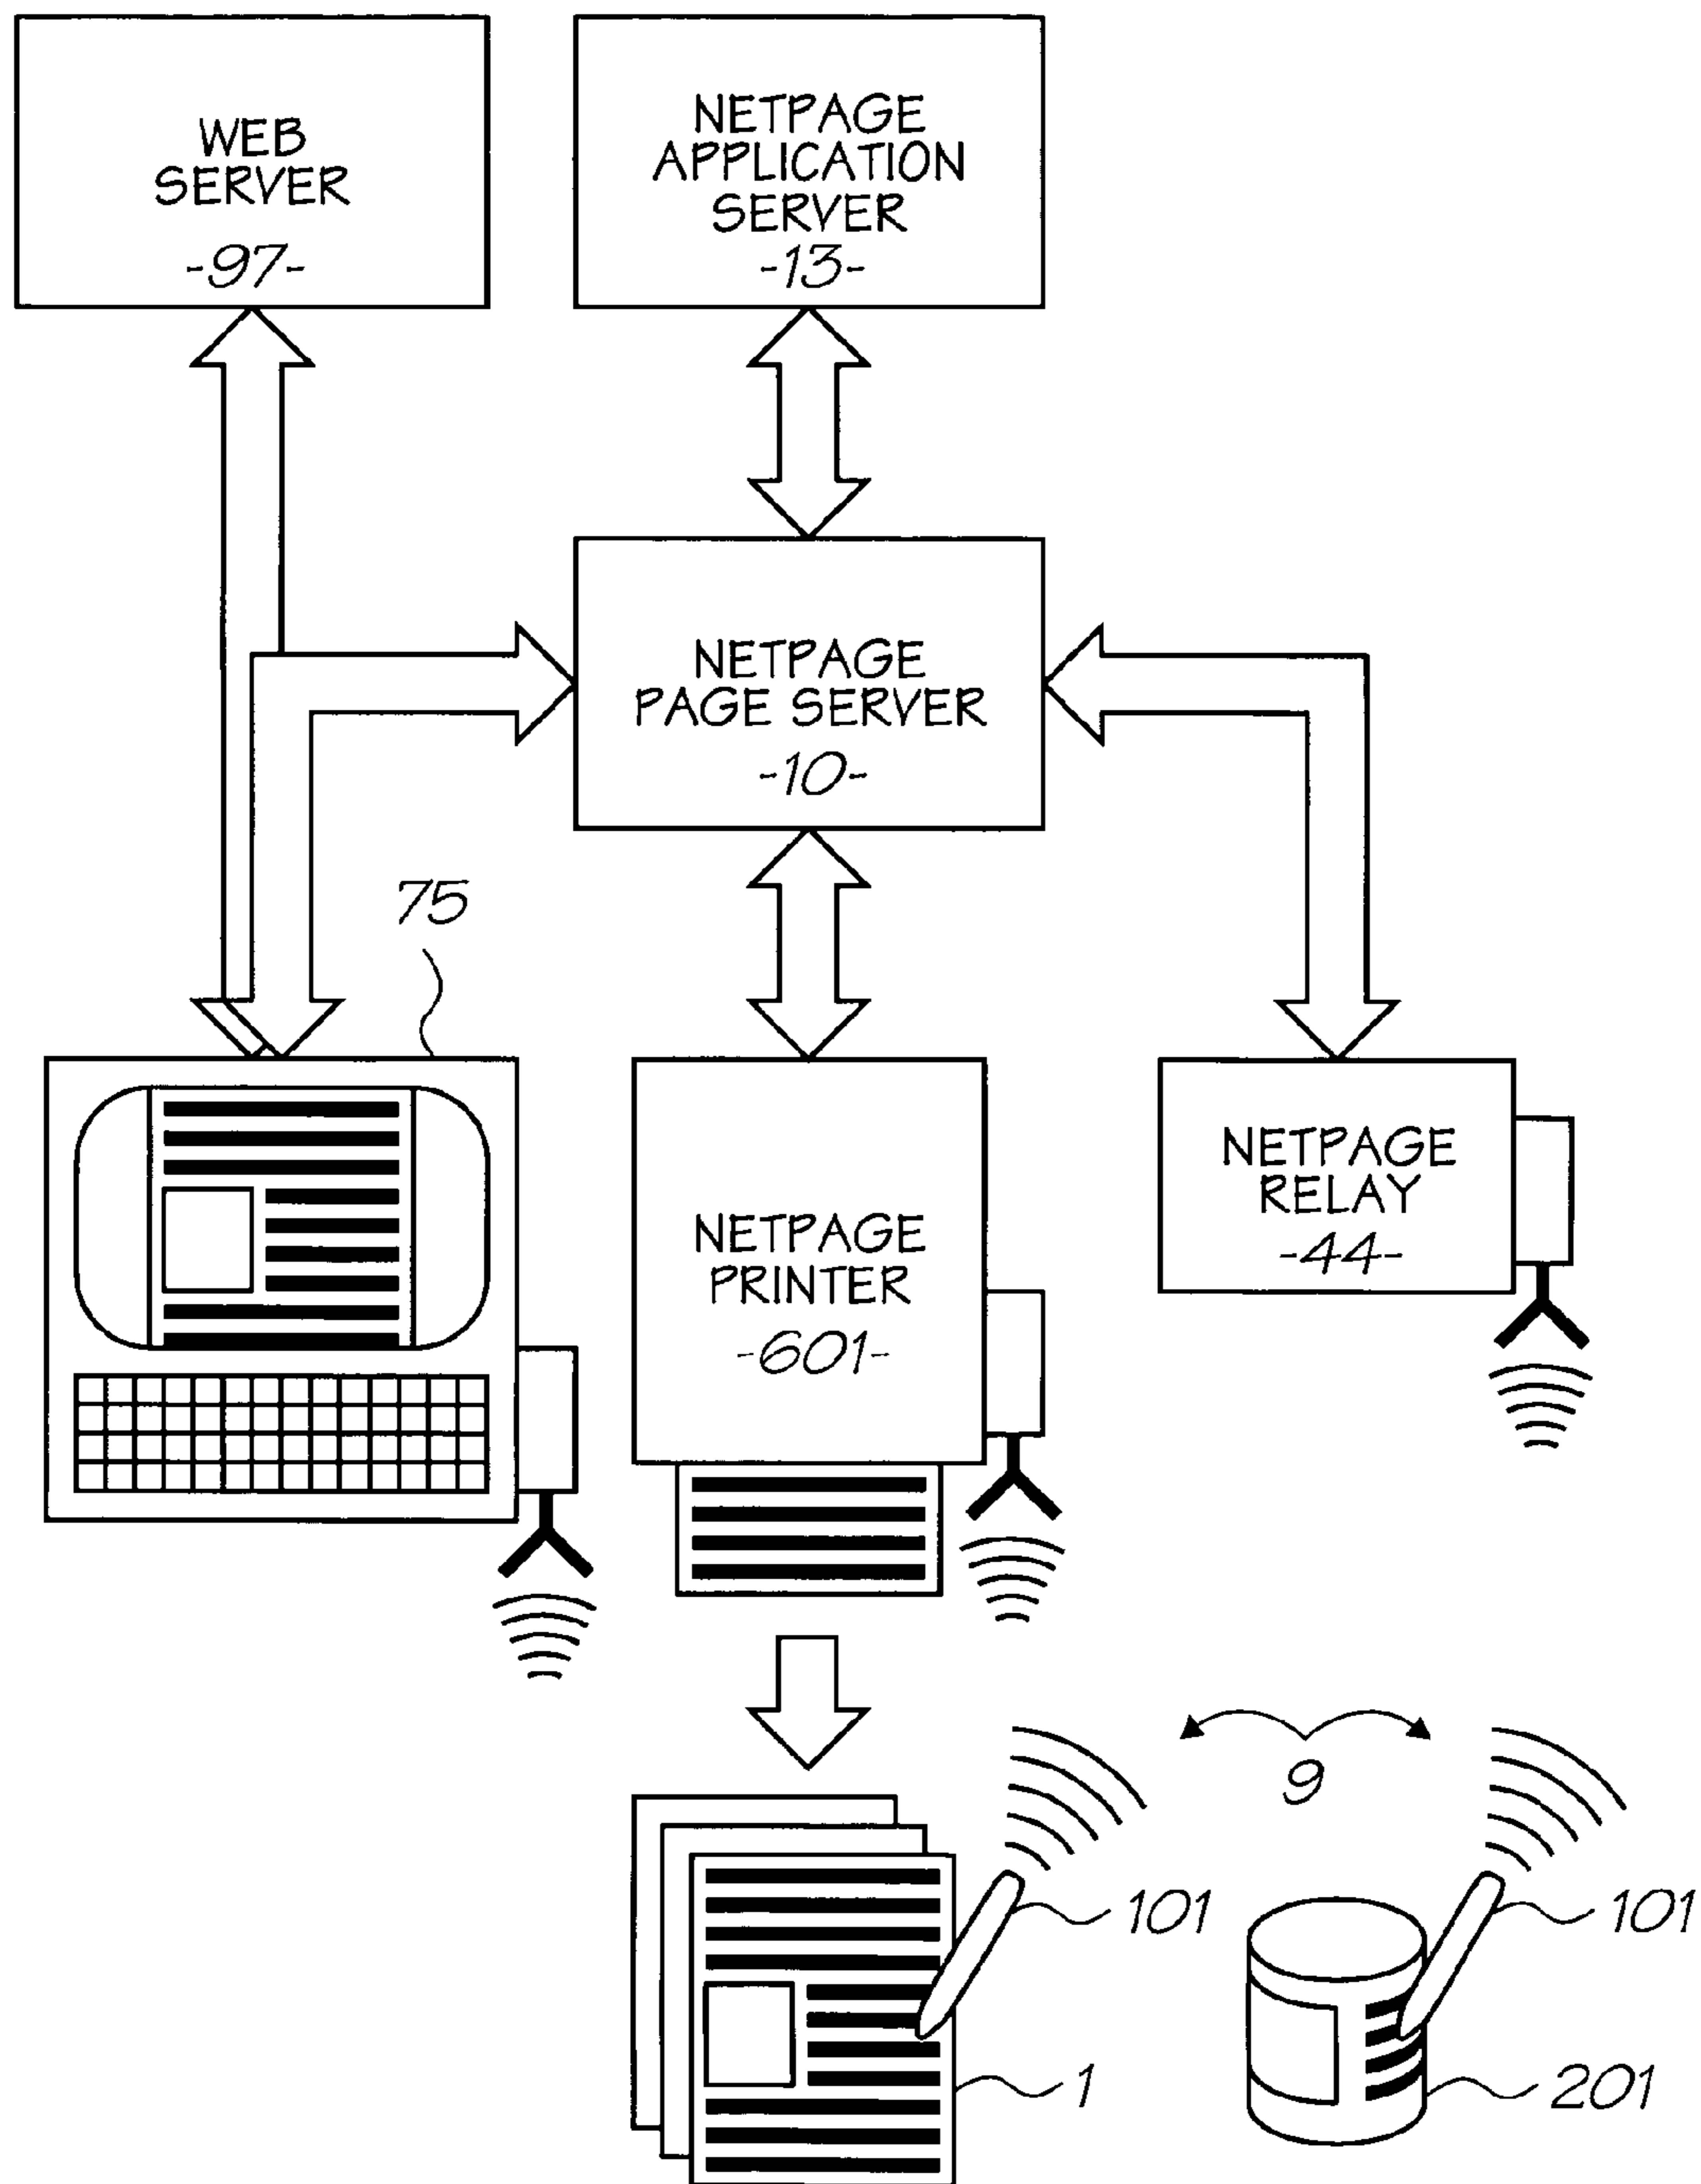 WEB
SERVER
-97-
NETPAGE
APPLICATION
SERVER
-13-
NETPAGE
PAGE SERVER
-10-
75
NETPAGE
PRINTER
-601-
NETPAGE
RELAY
-44-
9
101
101
1
201